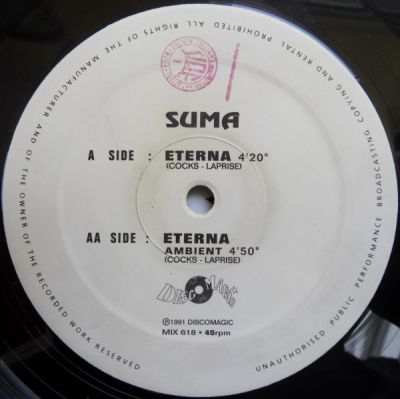 ALL RIGHTS OF THE MANUFACTURER AND OF THE OWNER OF THE RECORDED WORK RESERVED
UNAUTHORISED PUBLIC PERFORMANCE BROADCASTING COPYING AND RENTAL PROHIBITED
SUMA
A SIDE : ETERNA 4'20"
(COCKS - LAPRISE)
AA SIDE : ETERNA
AMBIENT 4'50"
(COCKS - LAPRISE)
DISCO MAGIC
℗1991 DISCOMAGIC
MIX 618 • 45rpm